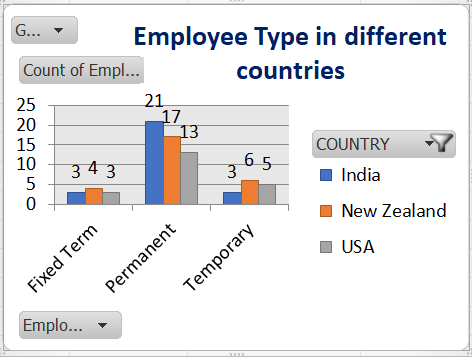 G...
Employee Type in different
countries
Count of Empl...
25
20
15
10
5
0
3 4 3
21
17
13
3 6 5
Fixed Term
Permanent
Temporary
COUNTRY
India
New Zealand
USA
Emplo...